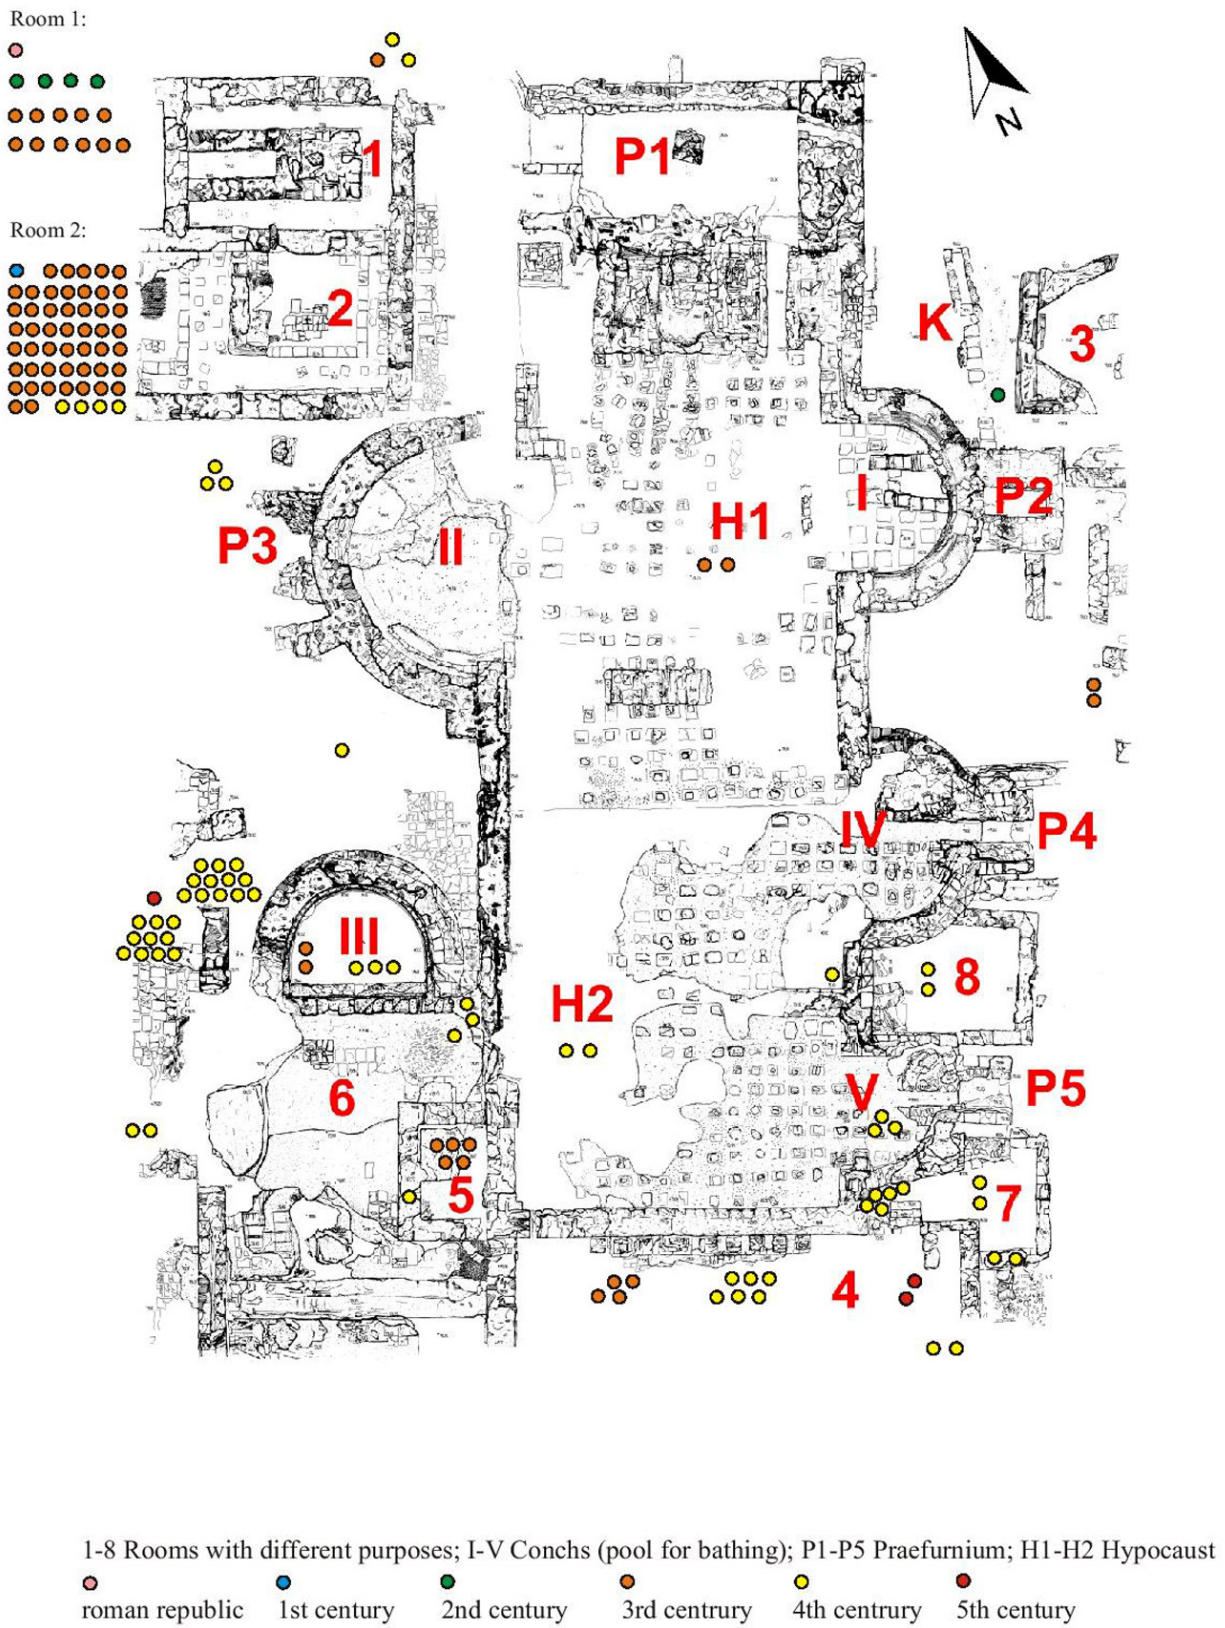 Room 1:
N
1
P1
Room 2:
2
K
3
I
P2
H1
P3
II
IV
P4
III
8
H2
6
V
P5
5
7
4
1-8 Rooms with different purposes; I-V Conchs (pool for bathing); P1-P5 Praefurnium; H1-H2 Hypocaust
roman republic 1st century 2nd century 3rd centrury 4th centrury 5th century